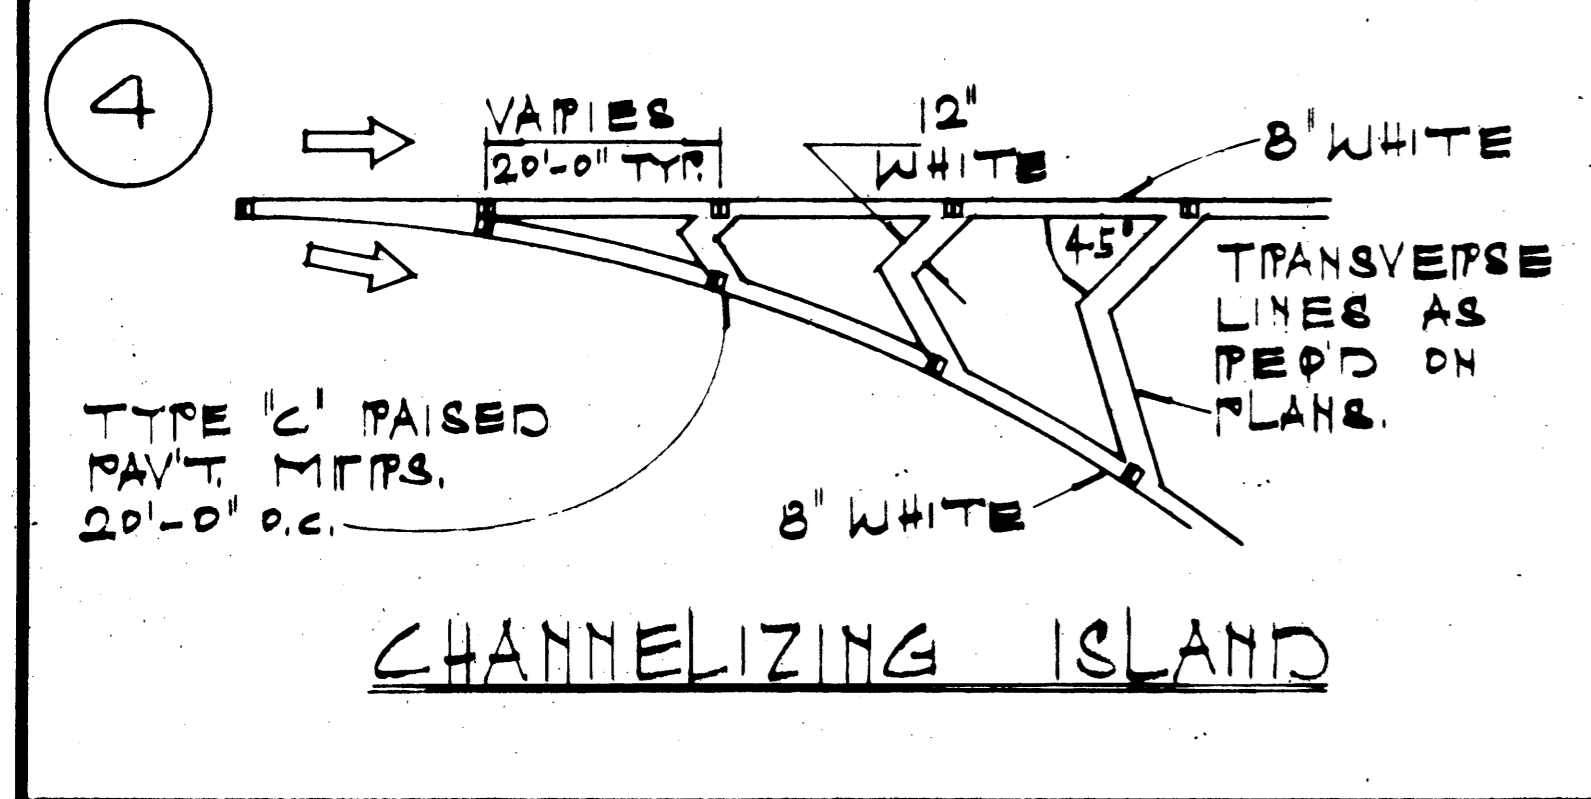 4
VARIES
20'-0" TYP.
12"
WHITE
8" WHITE
45°
TRANSVERSE
LINES AS
REQ'D ON
PLANS.
TYPE "C" RAISED
PAV'T. MRKRS.
20'-0" O.C.
8" WHITE
CHANNELIZING ISLAND